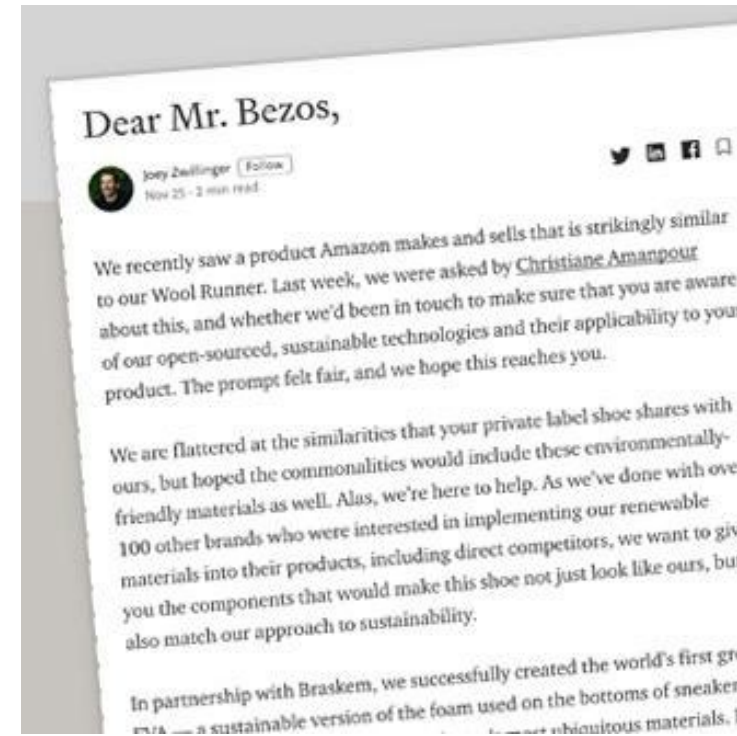 Dear Mr. Bezos,
Joey Zwillinger Follow
Nov 25 · 2 min read
We recently saw a product Amazon makes and sells that is strikingly similar
to our Wool Runner. Last week, we were asked by Christiane Amanpour
about this, and whether we'd been in touch to make sure that you are aware
of our open-sourced, sustainable technologies and their applicability to your
product. The prompt felt fair, and we hope this reaches you.
We are flattered at the similarities that your private label shoe shares with
ours, but hoped the commonalities would include these environmentally-
friendly materials as well. Alas, we're here to help. As we've done with ove
100 other brands who were interested in implementing our renewable
materials into their products, including direct competitors, we want to giv
you the components that would make this shoe not just look like ours, but
also match our approach to sustainability.
In partnership with Braskem, we successfully created the world's first gre
EVA — a sustainable version of the foam used on the bottoms of sneaker
most ubiquitous materials.